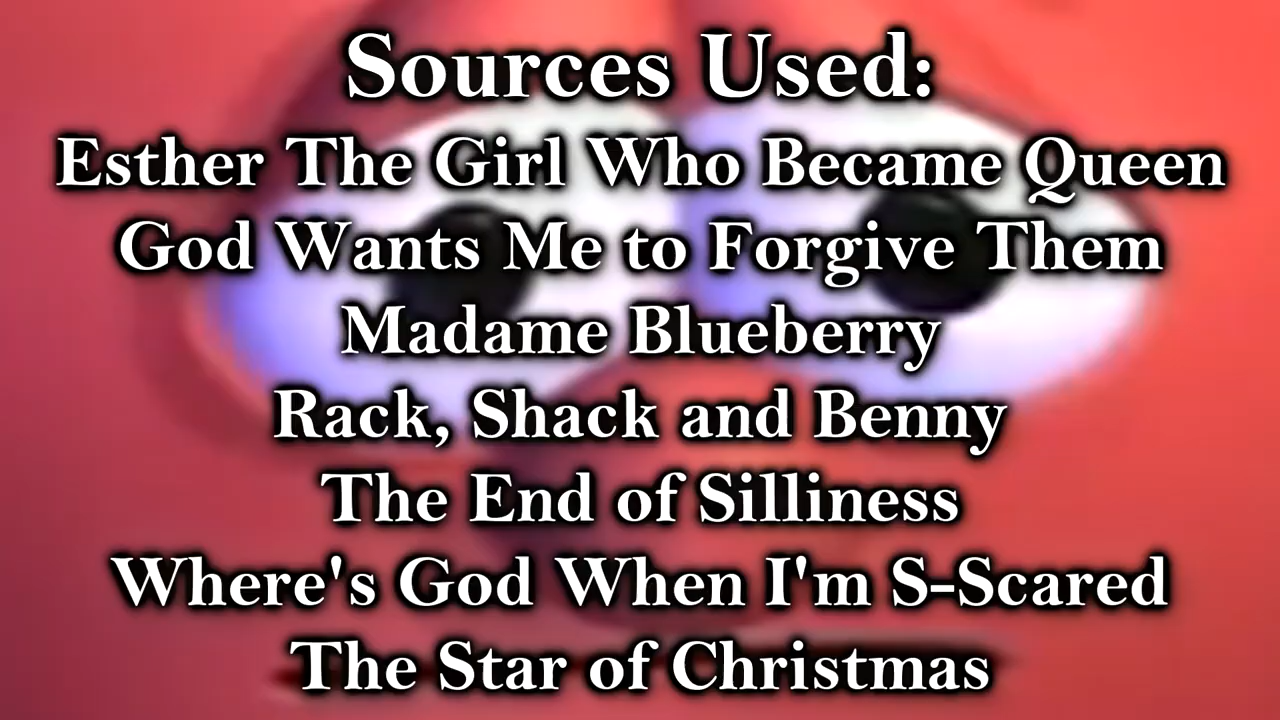 Sources Used:
Esther The Girl Who Became Queen
God Wants Me to Forgive Them
Madame Blueberry
Rack, Shack and Benny
The End of Silliness
Where's God When I'm S-Scared
The Star of Christmas